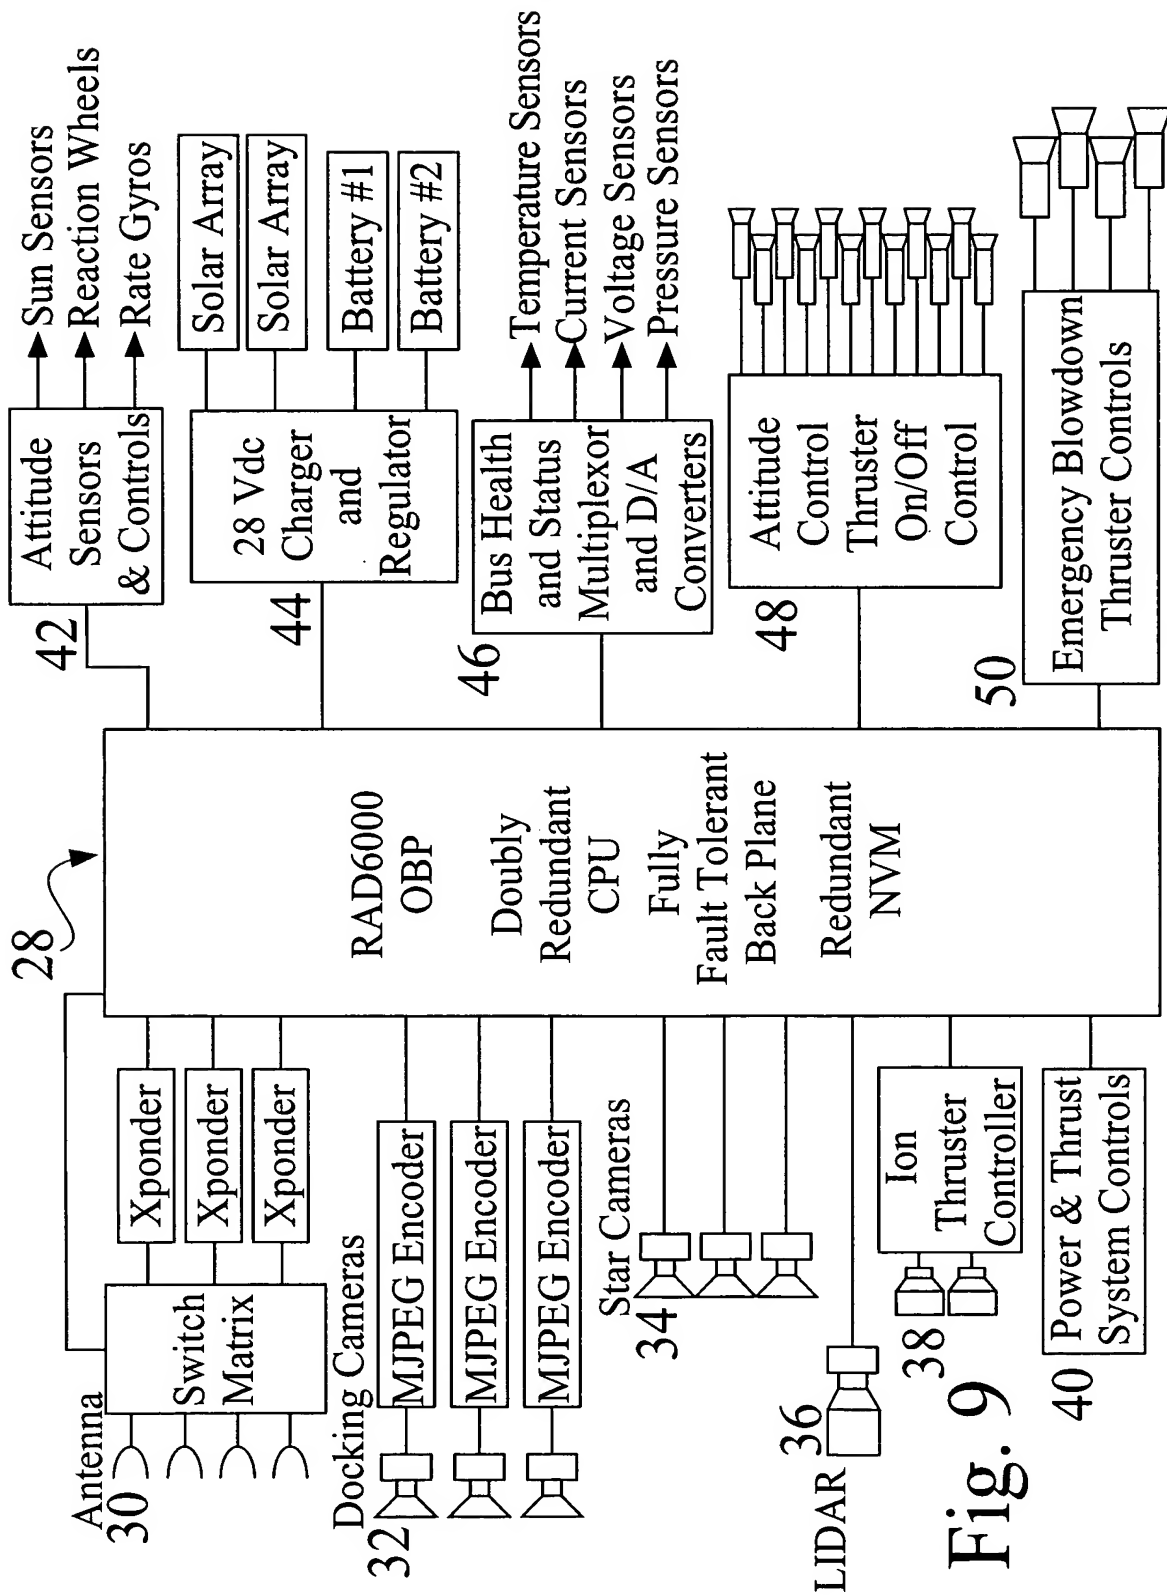 28
RAD6000
OBP
Doubly
Redundant
CPU
Fully
Fault Tolerant
Back Plane
Redundant
NVM
Antenna
30
Switch
Matrix
Xponder
Xponder
Xponder
Docking Cameras
32
MJPEG Encoder
MJPEG Encoder
MJPEG Encoder
Star Cameras
34
LIDAR
36
38
Ion
Thruster
Controller
40
Power & Thrust
System Controls
42
Attitude
Sensors
& Controls
Sun Sensors
Reaction Wheels
Rate Gyros
44
28 Vdc
Charger
and
Regulator
Solar Array
Solar Array
Battery #1
Battery #2
46
Bus Health
and Status
Multiplexor
and D/A
Converters
Temperature Sensors
Current Sensors
Voltage Sensors
Pressure Sensors
48
Attitude
Control
Thruster
On/Off
Control
50
Emergency Blowdown
Thruster Controls
Fig. 9